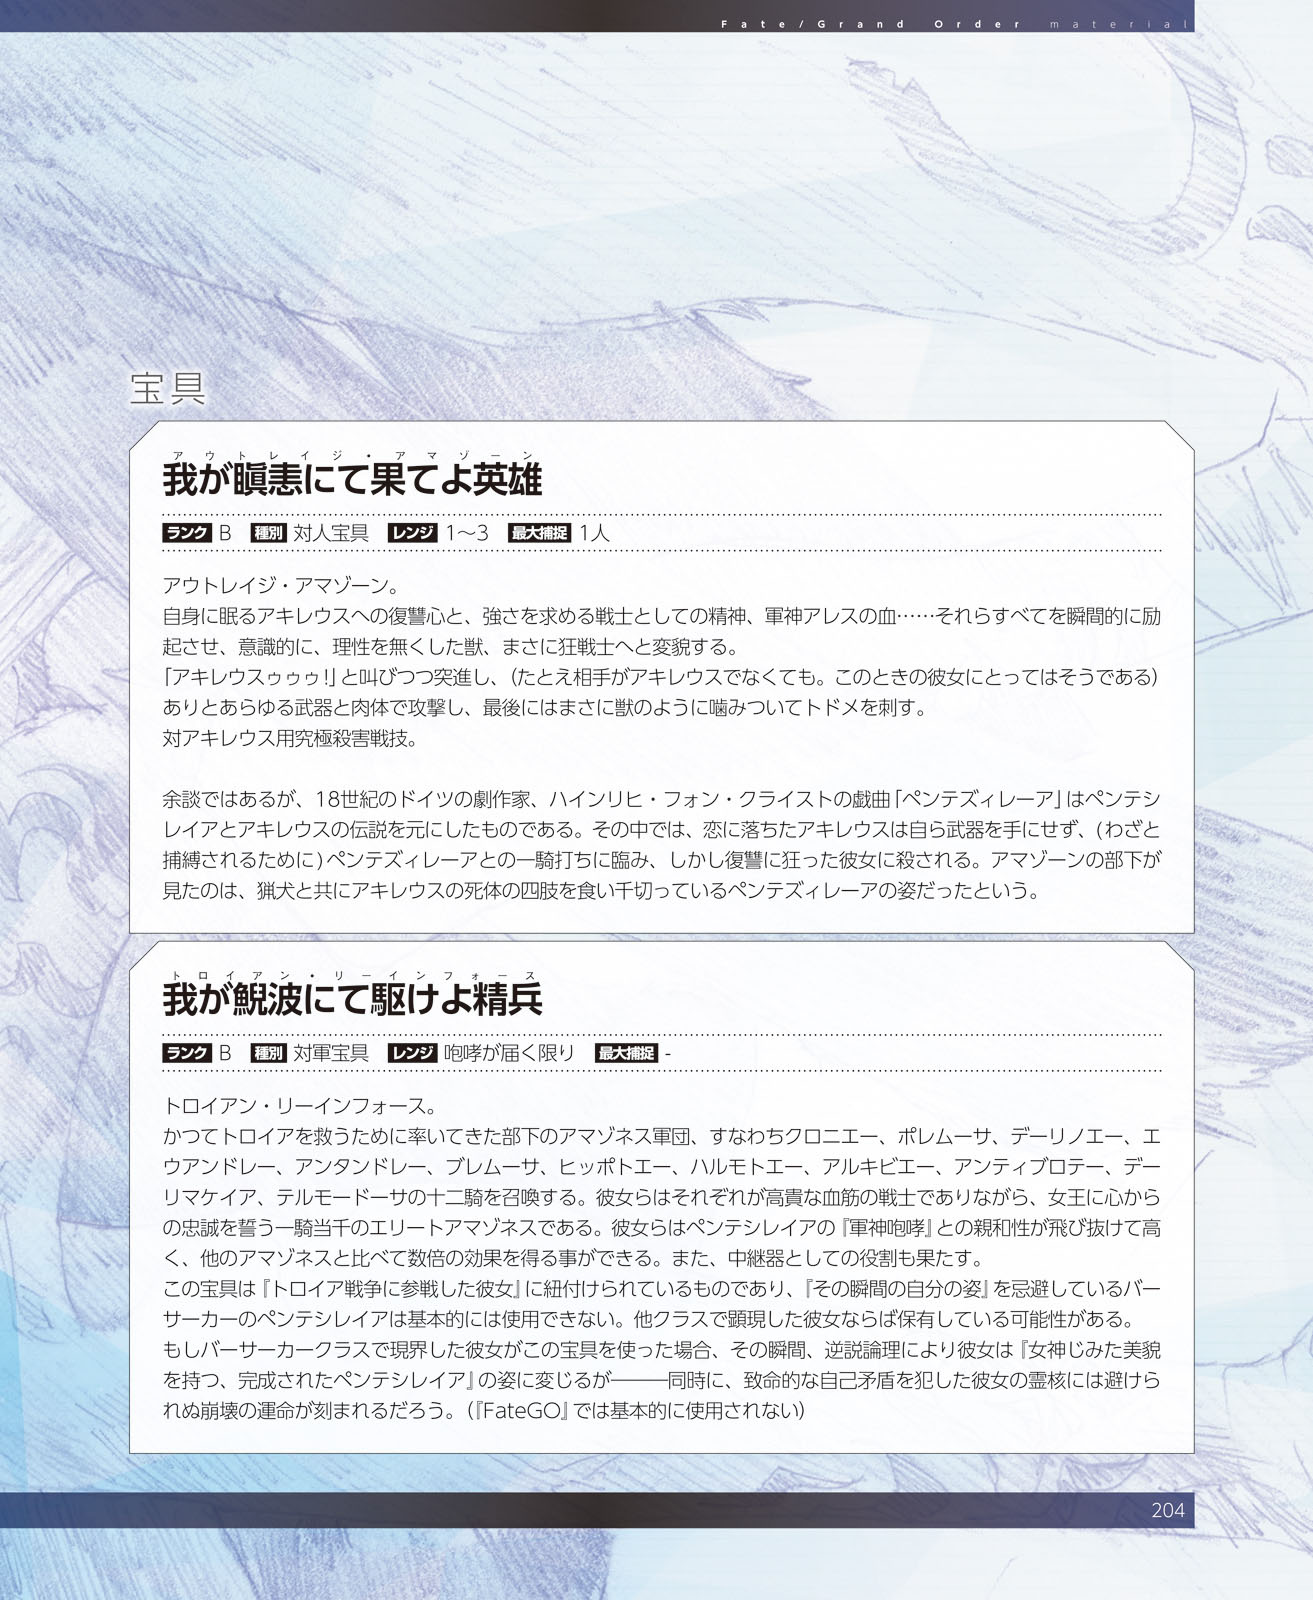 Fate/Grand Order material
宝具
アウトレイジ・アマゾーン
我が瞋恚にて果てよ英雄
ランク B 種別 対人宝具 レンジ 1～3 最大捕捉 1人
アウトレイジ・アマゾーン。
自身に眠るアキレウスへの復讐心と、強さを求める戦士としての精神、軍神アレスの血……それらすべてを瞬間的に励
起させ、意識的に、理性を無くした獣、まさに狂戦士へと変貌する。
「アキレウスゥゥゥ!」と叫びつつ突進し、(たとえ相手がアキレウスでなくても。このときの彼女にとってはそうである)
ありとあらゆる武器と肉体で攻撃し、最後にはまさに獣のように噛みついてトドメを刺す。
対アキレウス用究極殺害戦技。
余談ではあるが、18世紀のドイツの劇作家、ハインリヒ・フォン・クライストの戯曲「ペンテズィレーア」はペンテシ
レイアとアキレウスの伝説を元にしたものである。その中では、恋に落ちたアキレウスは自ら武器を手にせず、(わざと
捕縛されるために)ペンテズィレーアとの一騎打ちに臨み、しかし復讐に狂った彼女に殺される。アマゾーンの部下が
見たのは、猟犬と共にアキレウスの死体の四肢を食い千切っているペンテズィレーアの姿だったという。
トロイアン・リーインフォース
我が鯢波にて駆けよ精兵
ランク B 種別 対軍宝具 レンジ 咆哮が届く限り 最大捕捉 -
トロイアン・リーインフォース。
かつてトロイアを救うために率いてきた部下のアマゾネス軍団、すなわちクロニエー、ポレムーサ、デーリノエー、エ
ウアンドレー、アンタンドレー、ブレムーサ、ヒッポトエー、ハルモトエー、アルキビエー、アンティブロテー、デー
リマケイア、テルモードーサの十二騎を召喚する。彼女らはそれぞれが高貴な血筋の戦士でありながら、女王に心から
の忠誠を誓う一騎当千のエリートアマゾネスである。彼女らはペンテシレイアの『軍神咆哮』との親和性が飛び抜けて高
く、他のアマゾネスと比べて数倍の効果を得る事ができる。また、中継器としての役割も果たす。
この宝具は『トロイア戦争に参戦した彼女』に紐付けられているものであり、『その瞬間の自分の姿』を忌避しているバー
サーカーのペンテシレイアは基本的には使用できない。他クラスで顕現した彼女ならば保有している可能性がある。
もしバーサーカークラスで現界した彼女がこの宝具を使った場合、その瞬間、逆説論理により彼女は『女神じみた美貌
を持つ、完成されたペンテシレイア』の姿に変じるが―――同時に、致命的な自己矛盾を犯した彼女の霊核には避けら
れぬ崩壊の運命が刻まれるだろう。(『FateGO』では基本的に使用されない)
204